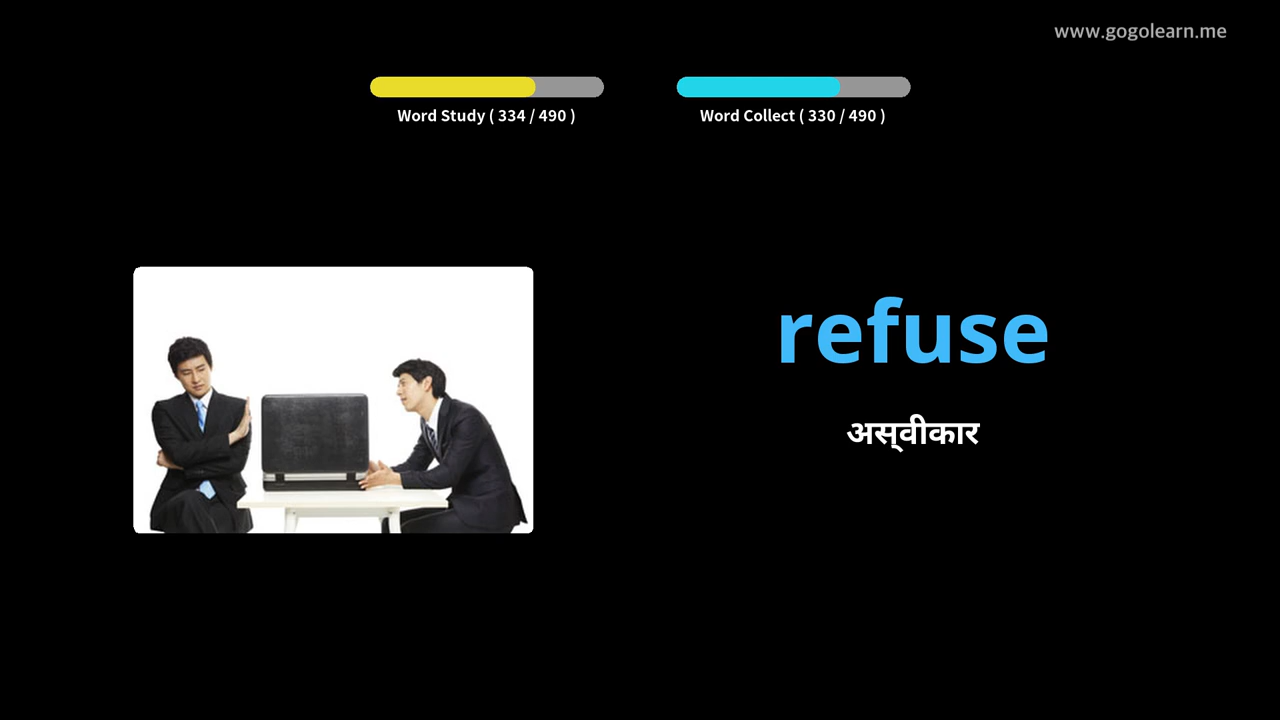 www.gogolearn.me
Word Study ( 334 / 490 )
Word Collect ( 330 / 490 )
refuse
अस्वीकार